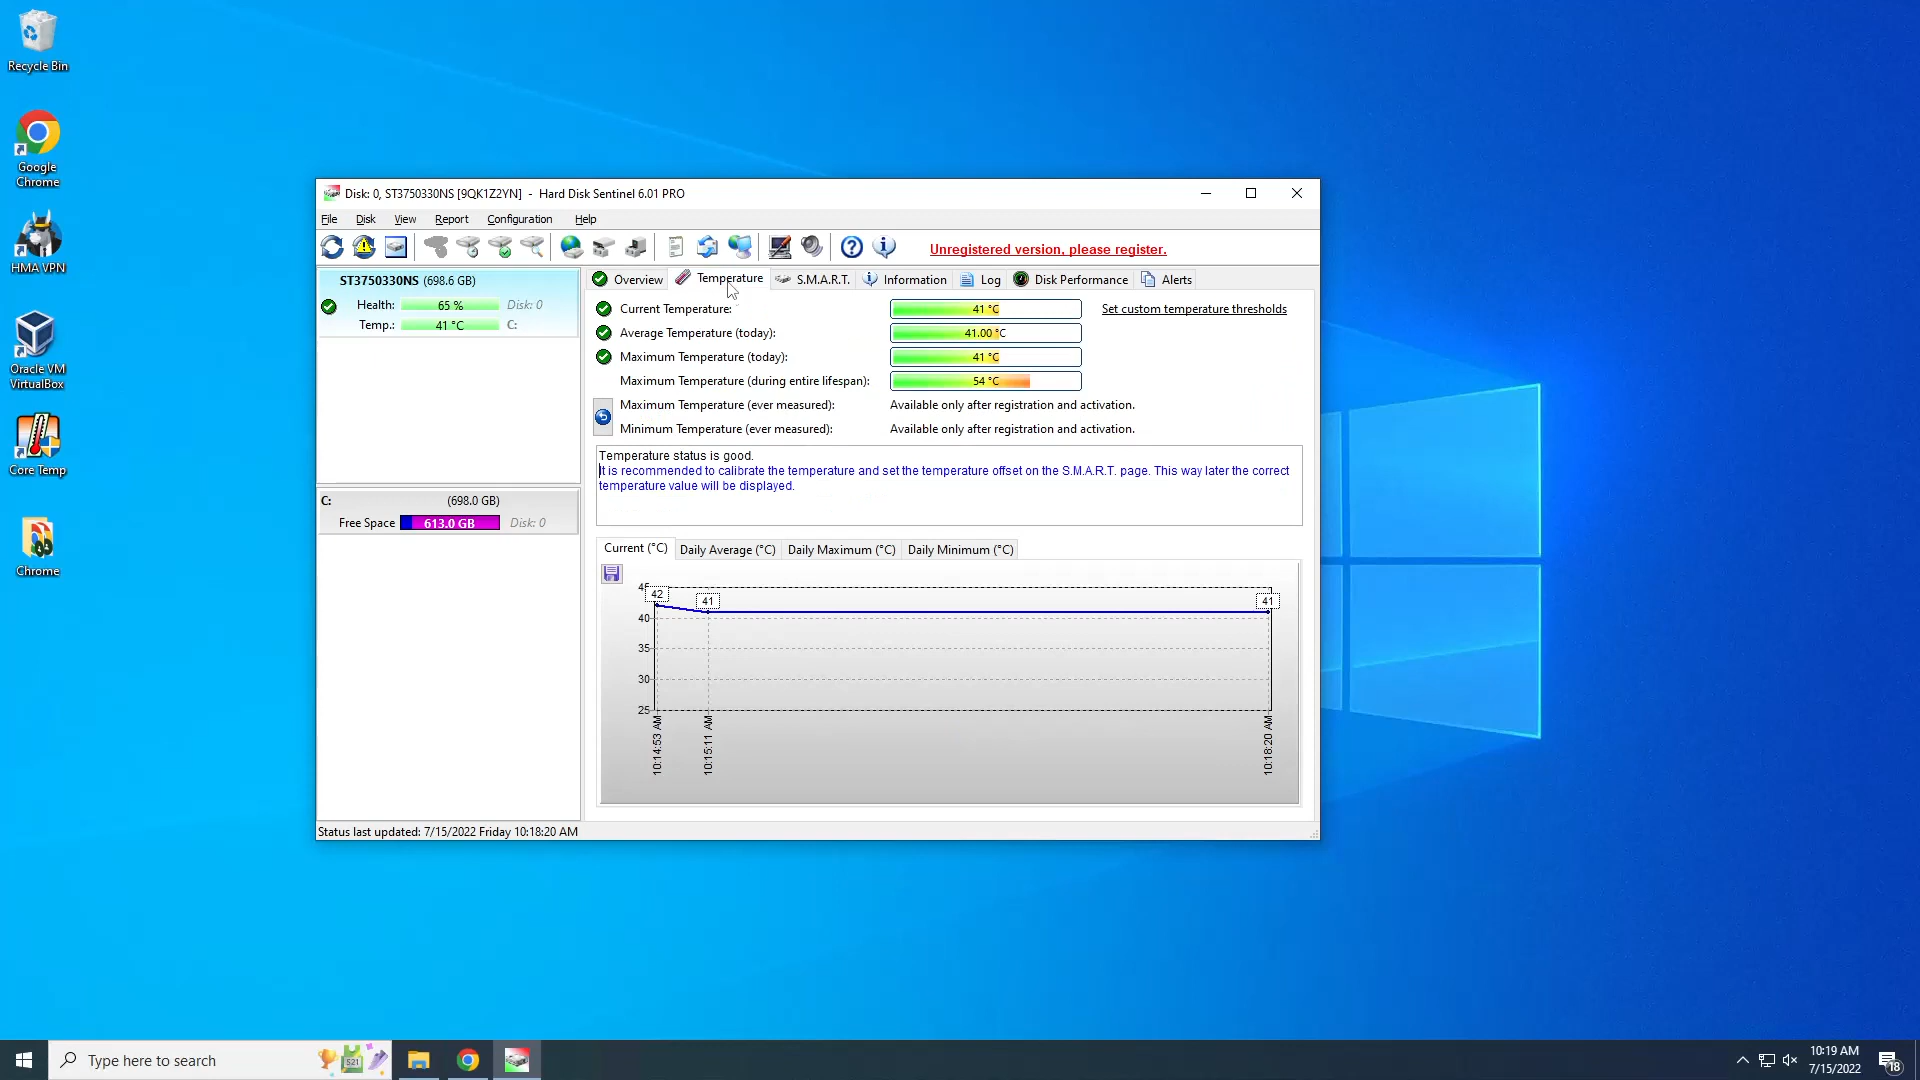 Recycle Bin
Google
Chrome
HMA VPN
Oracle VM
VirtualBox
Core Temp
Chrome
Disk: 0, ST3750330NS [9QK1Z2YN] - Hard Disk Sentinel 6.01 PRO
File Disk View Report Configuration Help
Unregistered version, please register.
ST3750330NS (698.6 GB)
Health: 65 % Disk: 0
Temp.: 41 °C C:
C: (698.0 GB)
Free Space 613.0 GB Disk: 0
Overview Temperature S.M.A.R.T. Information Log Disk Performance Alerts
Current Temperature: 41 °C Set custom temperature thresholds
Average Temperature (today): 41.00 °C
Maximum Temperature (today): 41 °C
Maximum Temperature (during entire lifespan): 54 °C
Maximum Temperature (ever measured): Available only after registration and activation.
Minimum Temperature (ever measured): Available only after registration and activation.
Temperature status is good.
It is recommended to calibrate the temperature and set the temperature offset on the S.M.A.R.T. page. This way later the correct
temperature value will be displayed.
Current (°C) Daily Average (°C) Daily Maximum (°C) Daily Minimum (°C)
45
42 41 41
40
35
30
25
10:14:53 AM 10:15:11 AM 10:18:20 AM
Status last updated: 7/15/2022 Friday 10:18:20 AM
Type here to search
S21
10:19 AM
7/15/2022
18